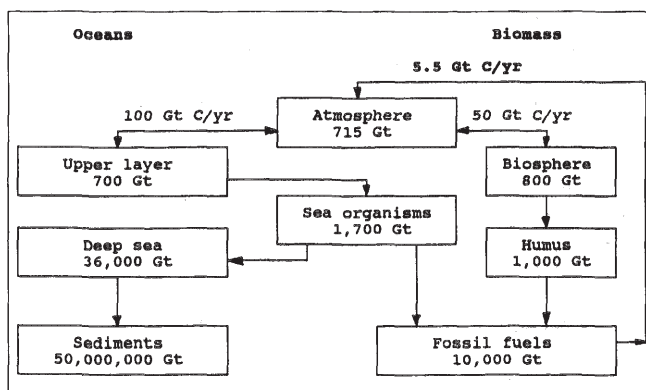 Oceans
Biomass
5.5 Gt C/yr
100 Gt C/yr
Atmosphere
715 Gt
50 Gt C/yr
Upper layer
700 Gt
Biosphere
800 Gt
Sea organisms
1,700 Gt
Deep sea
36,000 Gt
Humus
1,000 Gt
Sediments
50,000,000 Gt
Fossil fuels
10,000 Gt